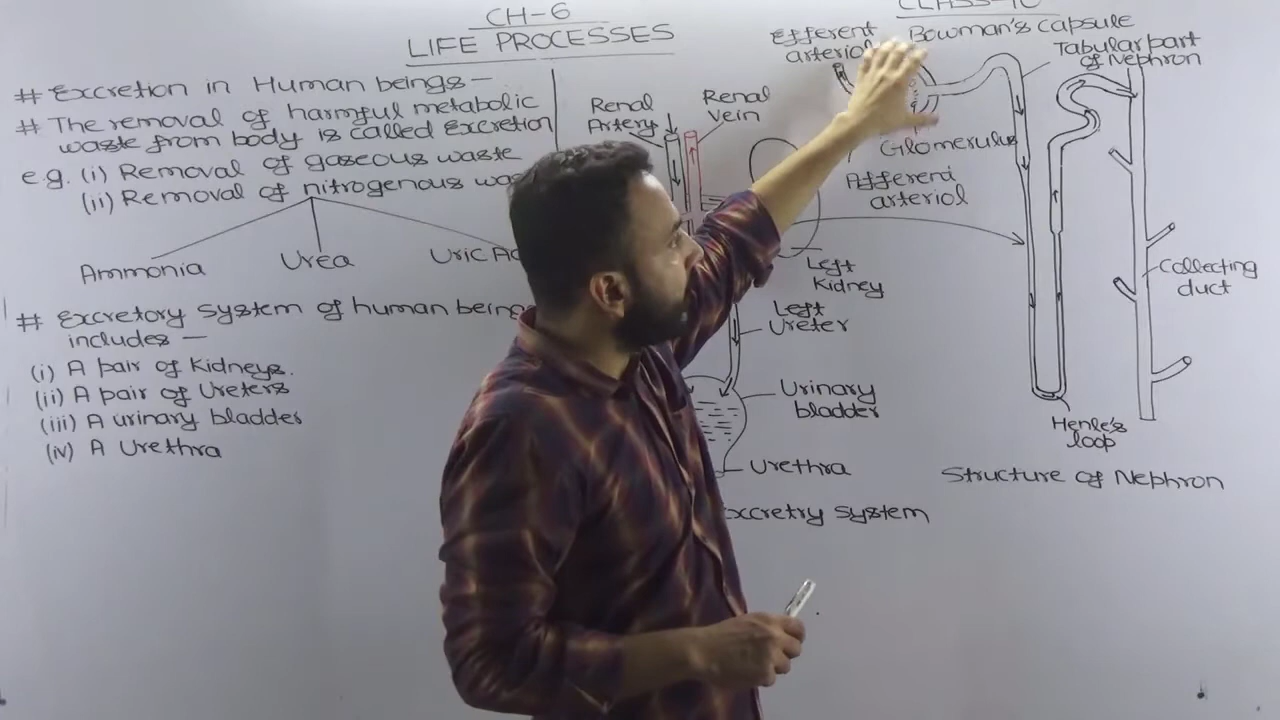 CH-6
LIFE PROCESSES
# Excretion in Human beings -
# The removal of harmful metabolic
waste from body is called Excretion
e.g. (i) Removal of gaseous waste
(ii) Removal of nitrogenous
Ammonia
Urea
Uric
# Excretory system of human being
includes -
(i) A pair of Kidneys.
(ii) A pair of Ureters
(iii) A urinary bladder
(iv) A Urethra
Renal
Artery
Renal
Vein
Left
Kidney
Left
Ureter
Urinary
bladder
Urethra
Excretry system
CLASS-10
Efferent
arteriol
Bowman's capsule
Tabular part
of Nephron
Glomerulus
Afferent
arteriol
Collecting
duct
Henle's
loop
Structure of Nephron